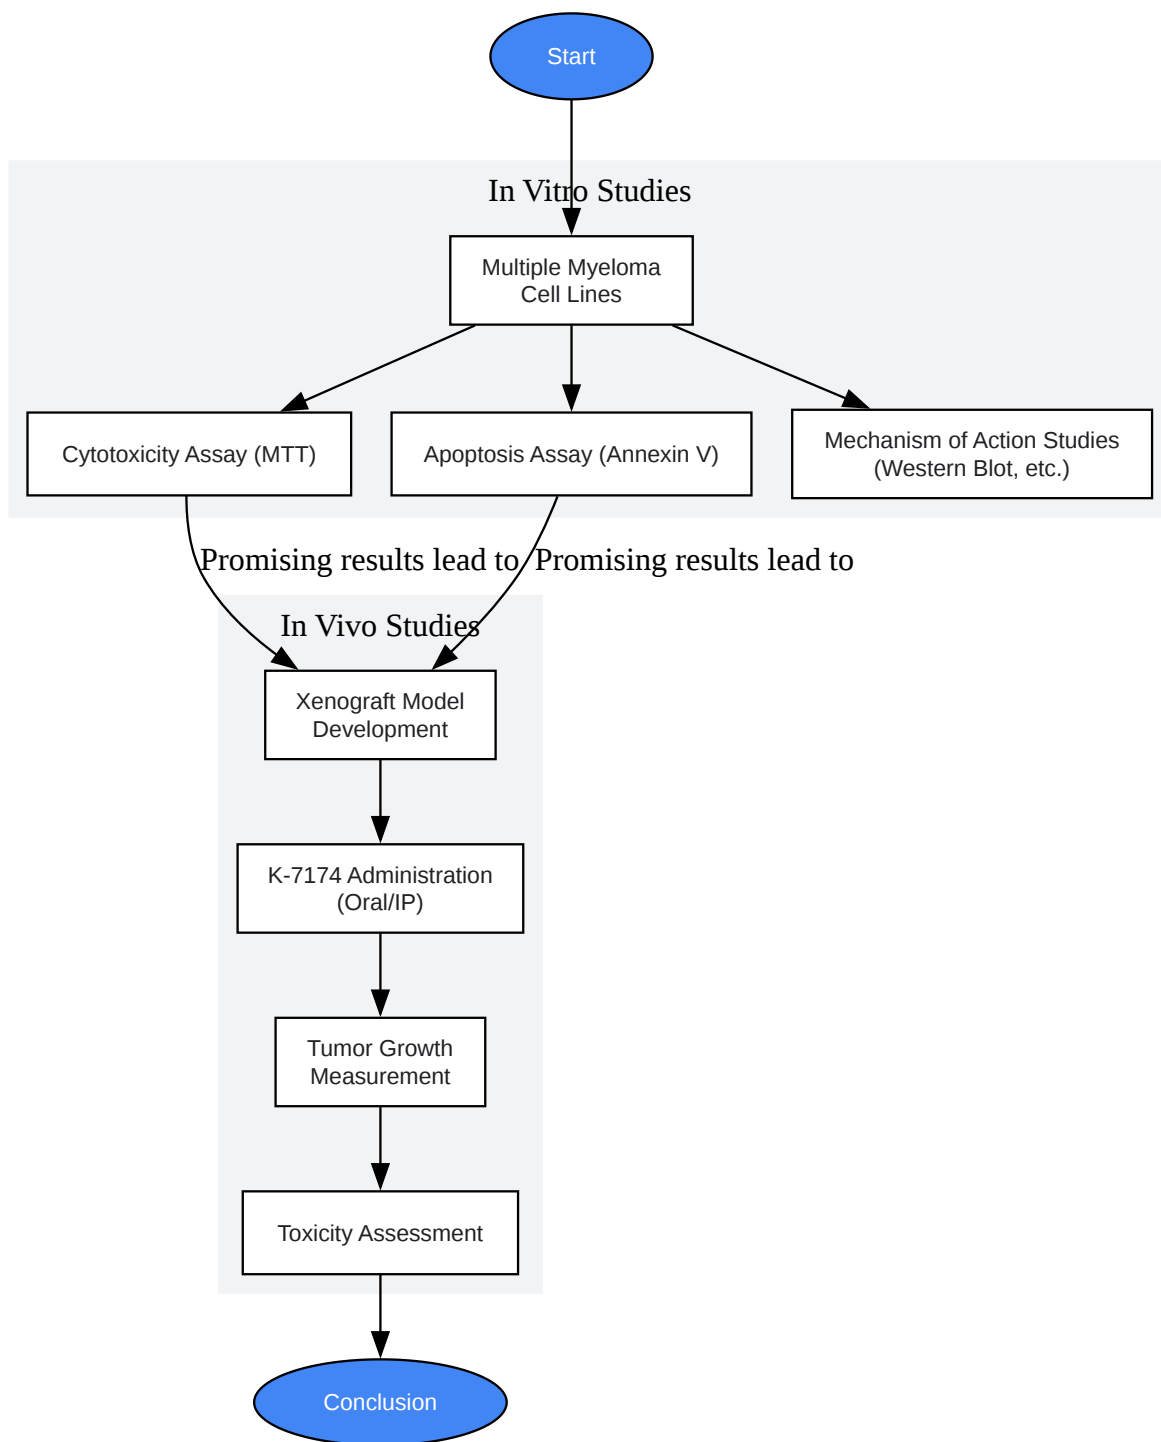 Start
In Vitro Studies
Multiple Myeloma
Cell Lines
Cytotoxicity Assay (MTT)
Apoptosis Assay (Annexin V)
Mechanism of Action Studies
(Western Blot, etc.)
Promising results lead to
Promising results lead to
In Vivo Studies
Xenograft Model
Development
K-7174 Administration
(Oral/IP)
Tumor Growth
Measurement
Toxicity Assessment
Conclusion